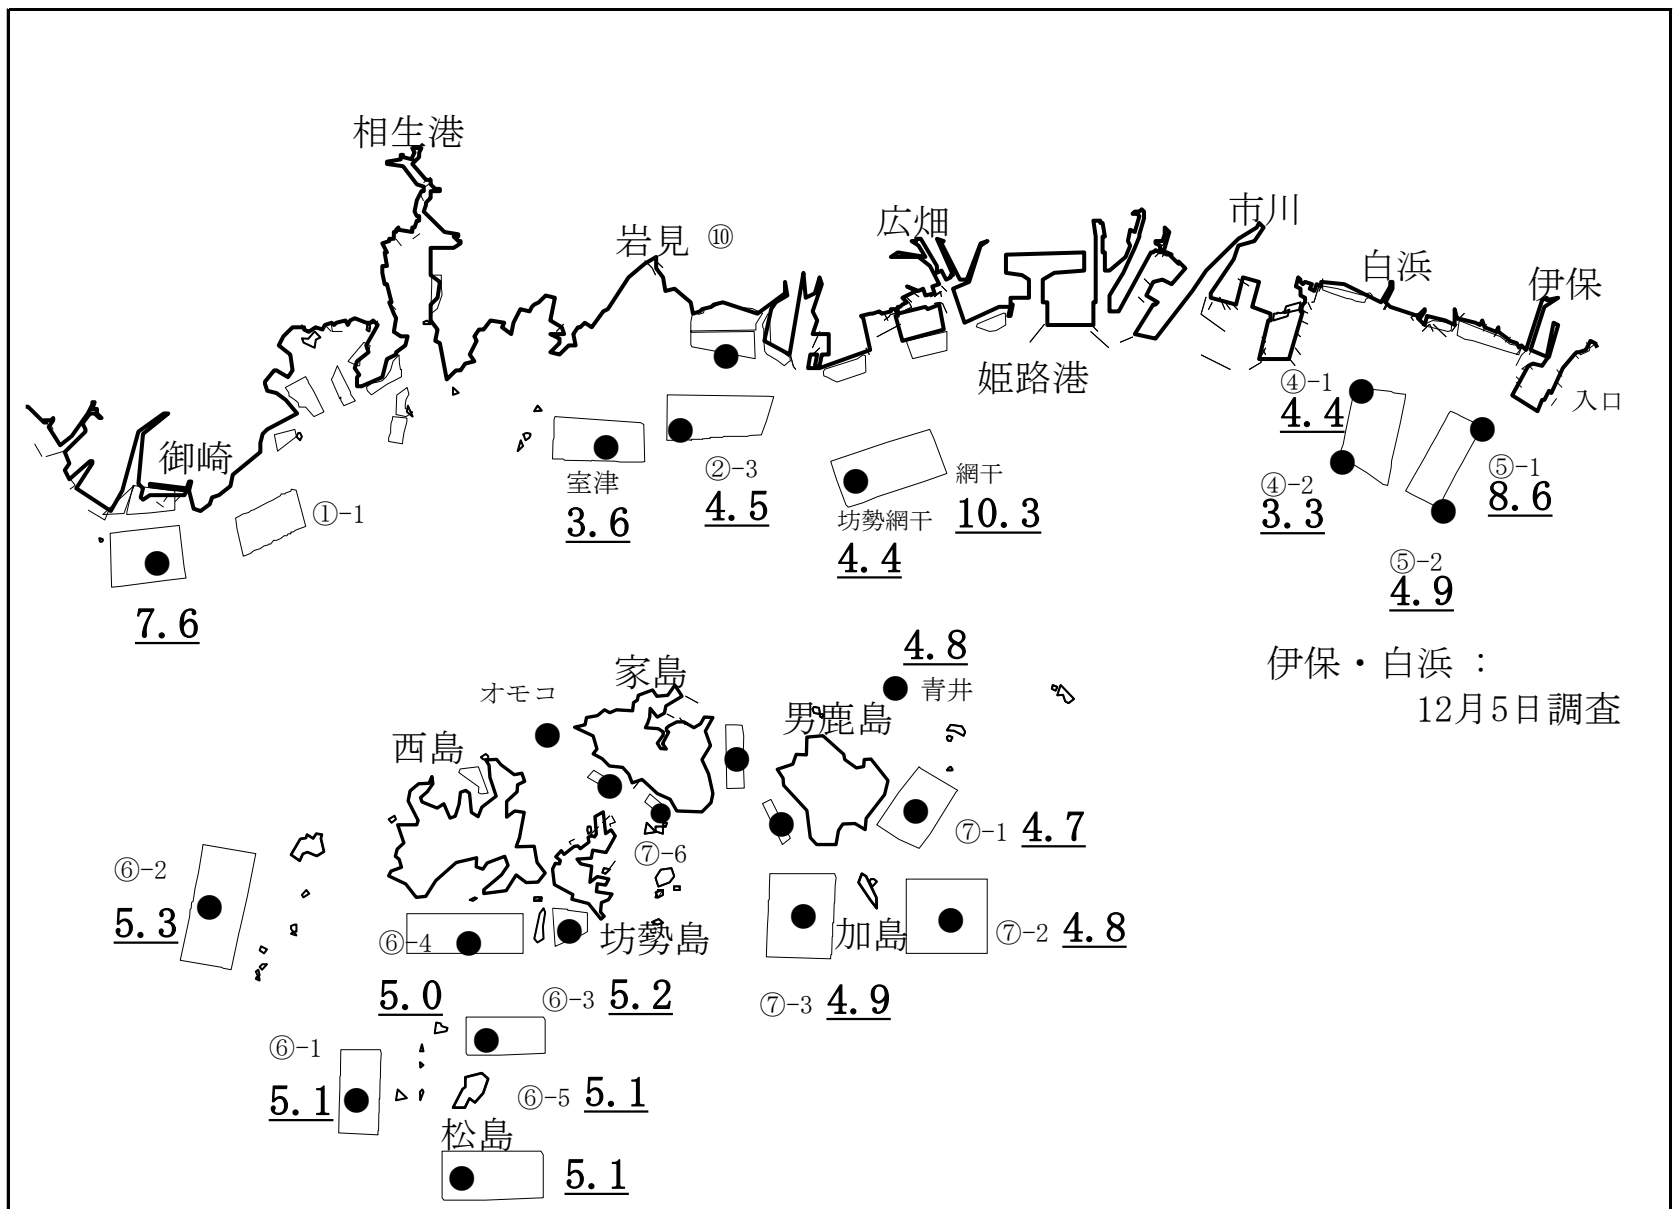 相生港
市川
広畑
岩見 ⑩
白浜
伊保
姫路港
④-1
4.4
入口
御崎
②-3
4.5
室津
3.6
網干
10.3
⑤-1
8.6
④-2
3.3
①-1
坊勢網干
4.4
⑤-2
4.9
7.6
4.8
青井
家島
オモコ
伊保・白浜 :
12月5日調査
男鹿島
西島
⑦-1 4.7
⑦-6
⑥-2
5.3
⑥-4
5.0
坊勢島
加島
⑦-2 4.8
⑥-3 5.2
⑦-3 4.9
⑥-1
5.1
⑥-5 5.1
松島
5.1